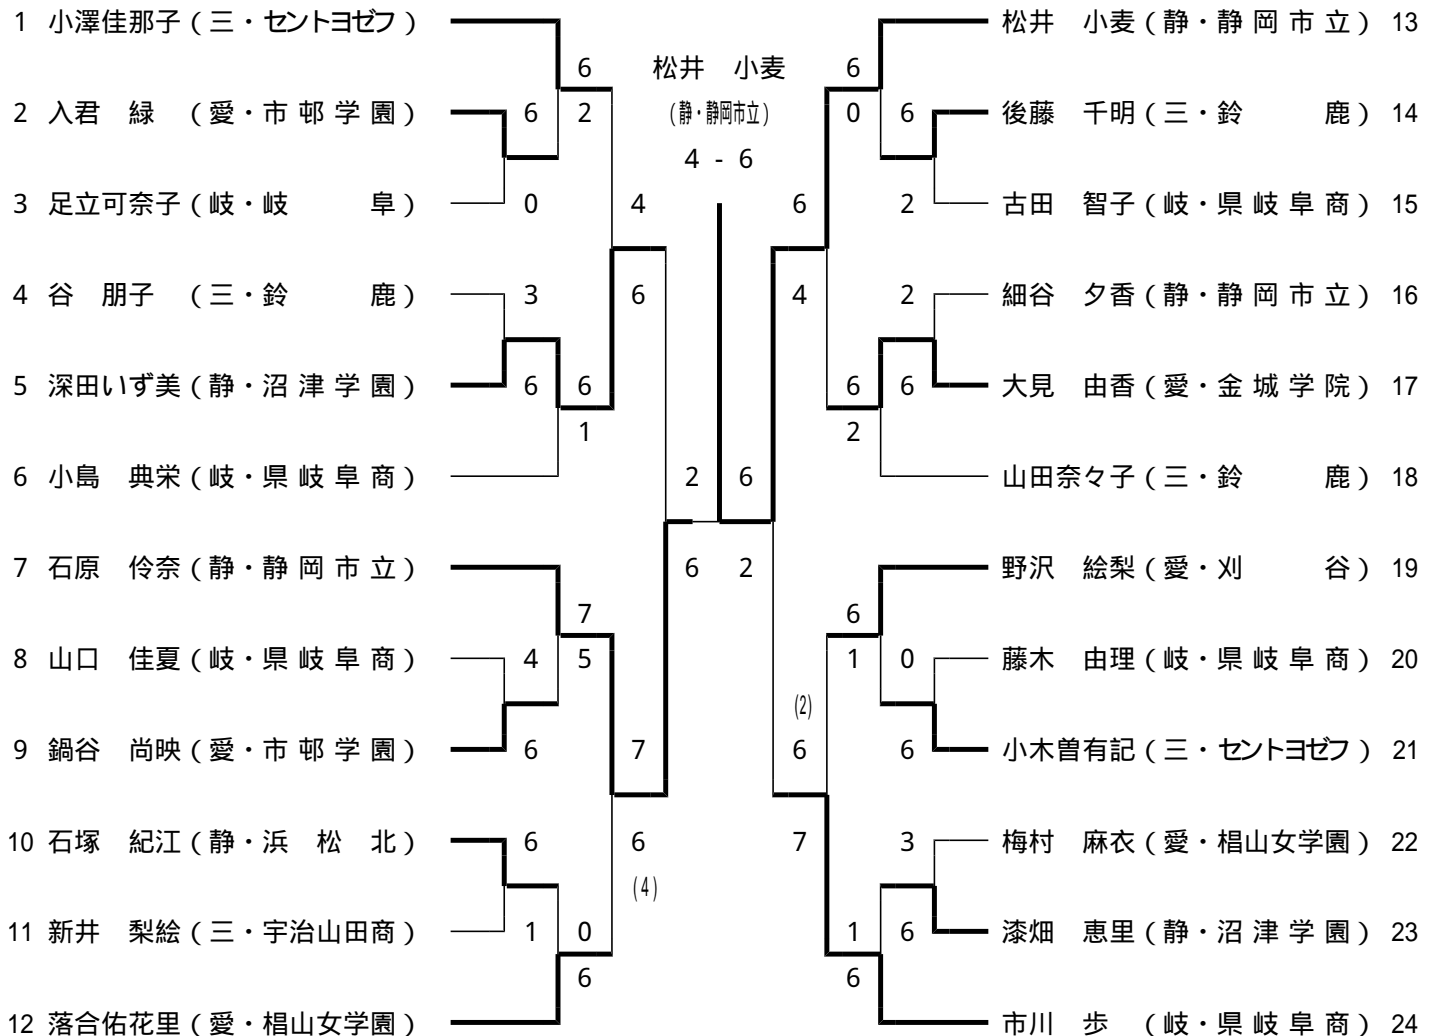 1 小澤佳那子 (三・セントヨゼフ)
2 入君 緑 (愛・市邨学園)
3 足立可奈子 (岐・岐 阜)
4 谷 朋子 (三・鈴 鹿)
5 深田いず美 (静・沼津学園)
6 小島 典栄 (岐・県岐阜商)
7 石原 伶奈 (静・静岡市立)
8 山口 佳夏 (岐・県岐阜商)
9 鍋谷 尚映 (愛・市邨学園)
10 石塚 紀江 (静・浜 松 北)
11 新井 梨絵 (三・宇治山田商)
12 落合佑花里 (愛・椙山女学園)
6
6 2
0
3
6 6
1
4
6
7
4 5
6
6
1 0
6
7
6
(4)
2
6
松井 小麦
(静・静岡市立)
4 - 6
6
2
6
4
(2)
6
7
6
0 6
2
2
6 6
2
6
1 0
6
3
1 6
6
松井 小麦 (静・静岡市立) 13
後藤 千明 (三・鈴 鹿) 14
古田 智子 (岐・県岐阜商) 15
細谷 夕香 (静・静岡市立) 16
大見 由香 (愛・金城学院) 17
山田奈々子 (三・鈴 鹿) 18
野沢 絵梨 (愛・刈 谷) 19
藤木 由理 (岐・県岐阜商) 20
小木曽有記 (三・セントヨゼフ) 21
梅村 麻衣 (愛・椙山女学園) 22
漆畑 恵里 (静・沼津学園) 23
市川 歩 (岐・県岐阜商) 24